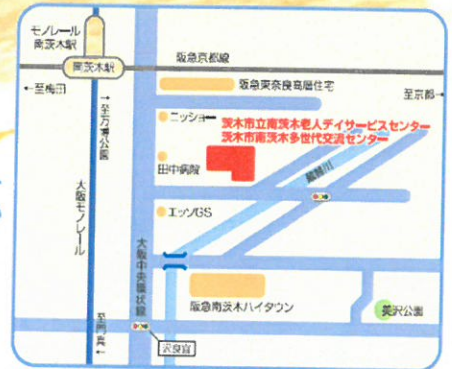 モノレール
南茨木駅
阪急京都線
南茨木駅
←至梅田
阪急東奈良高層住宅
至京都→
→至万博公園
ニッショー
茨木市立南茨木老人デイサービスセンター
茨木市南茨木多世代交流センター
田中病院
エッソGS
大阪モノレール
大阪中央環状線
阪急南茨木ハイタウン
美沢公園
至門真→
沢良宜